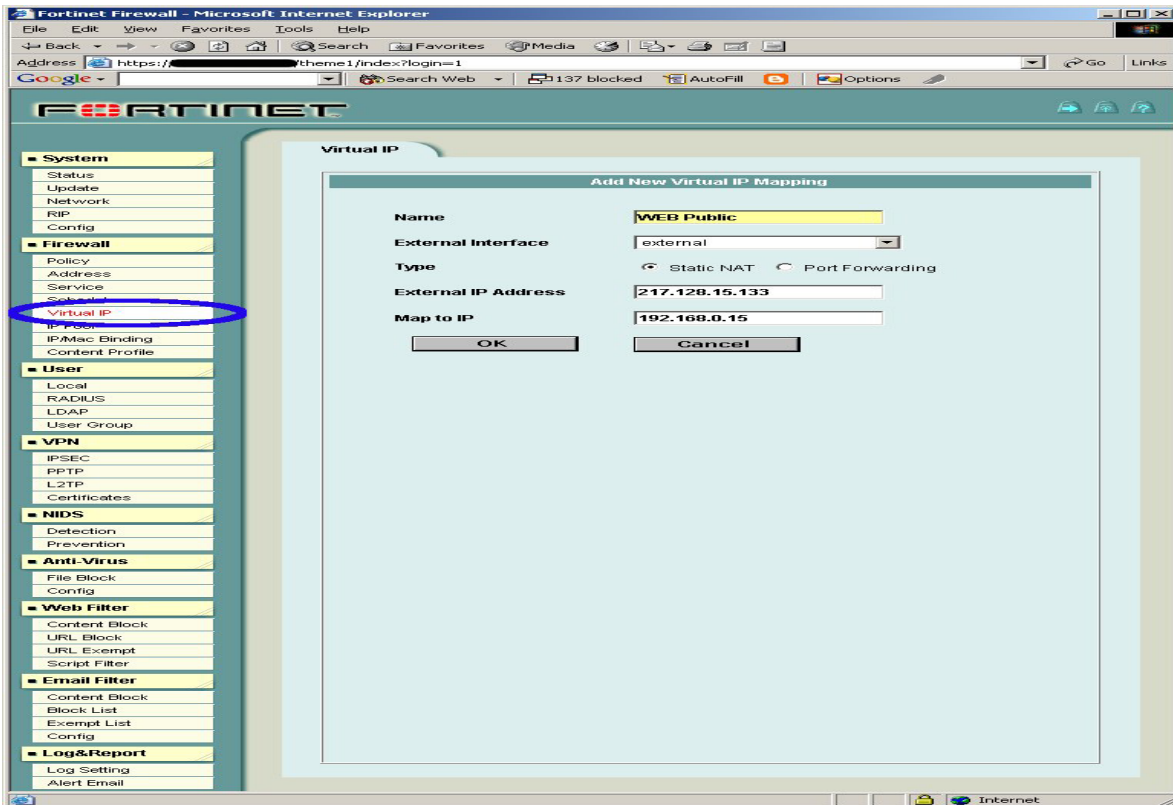 Fortinet Firewall - Microsoft Internet Explorer
File Edit View Favorites Tools Help
Back Search Favorites Media
Address https:// /theme1/index?login=1 Go Links
Google Search Web 137 blocked AutoFill Options
FORTINET
Virtual IP
System
Status
Update
Network
RIP
Config
Firewall
Policy
Address
Service
Virtual IP
IP/Mac Binding
Content Profile
User
Local
RADIUS
LDAP
User Group
VPN
IPSEC
PPTP
L2TP
Certificates
NIDS
Detection
Prevention
Anti-Virus
File Block
Config
Web Filter
Content Block
URL Block
URL Exempt
Script Filter
Email Filter
Content Block
Block List
Exempt List
Config
Log&Report
Log Setting
Alert Email
Add New Virtual IP Mapping
Name WEB Public
External Interface external
Type Static NAT Port Forwarding
External IP Address 217.128.15.133
Map to IP 192.168.0.15
OK Cancel
Internet